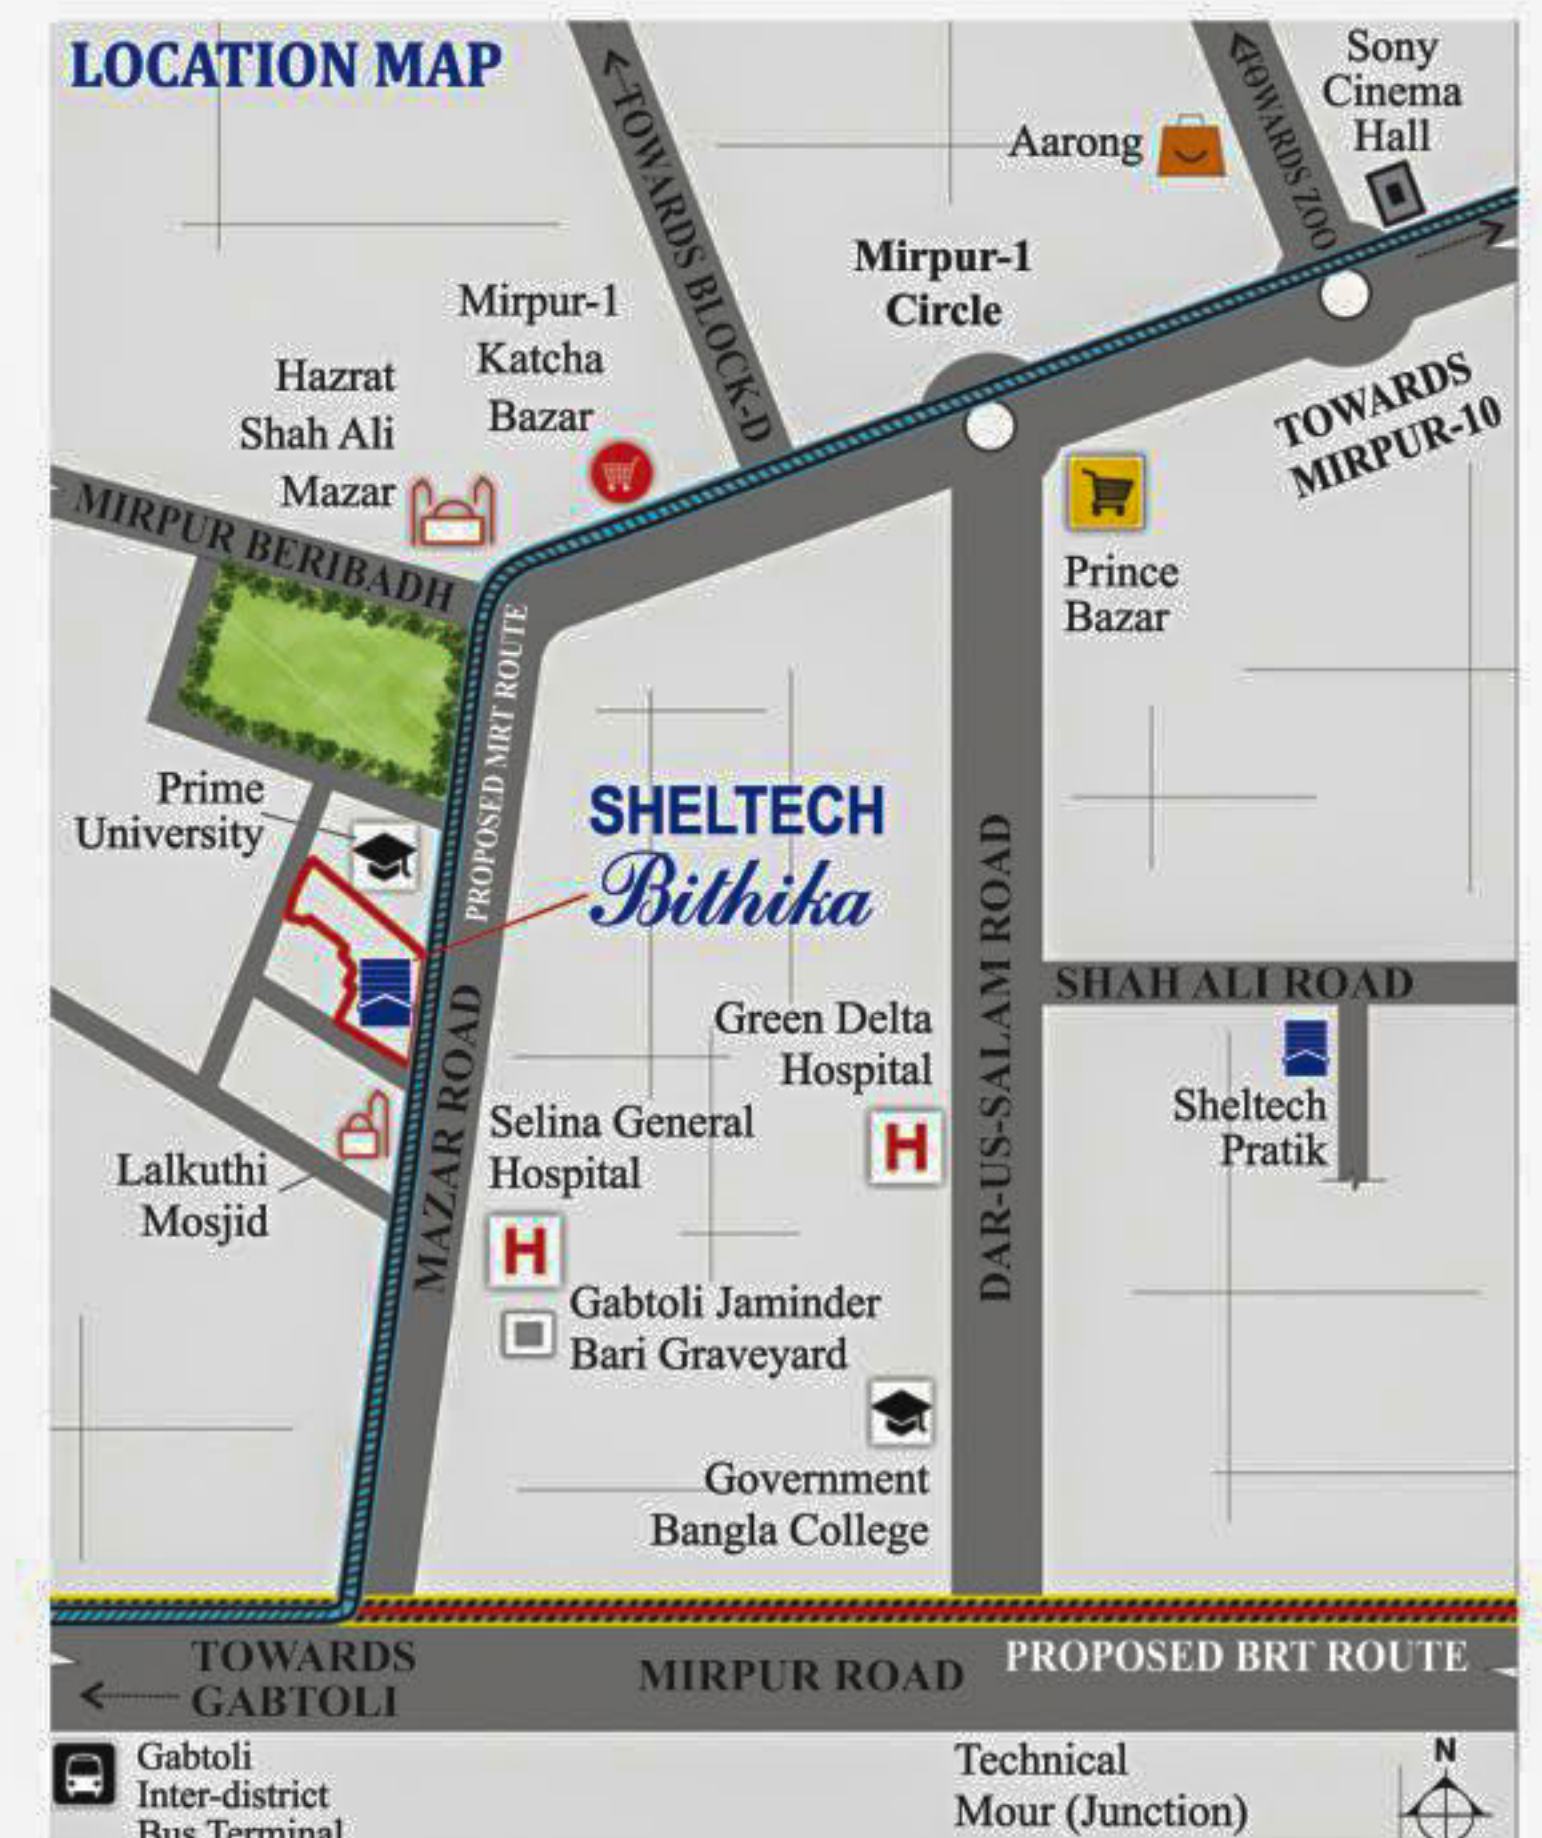 LOCATION MAP
TOWARDS BLOCK-D
TOWARDS ZOO
Sony
Cinema
Hall
Aarong
Mirpur-1
Circle
Mirpur-1
Katcha
Bazar
Hazrat
Shah Ali
Mazar
TOWARDS
MIRPUR-10
MIRPUR BERIBADH
Prince
Bazar
PROPOSED MRT ROUTE
Prime
University
SHELTECH
Bithika
DAR-US-SALAM ROAD
SHAH ALI ROAD
MAZAR ROAD
Green Delta
Hospital
H
Sheltech
Pratik
Selina General
Hospital
H
Lalkuthi
Mosjid
Gabtoli Jaminder
Bari Graveyard
Government
Bangla College
TOWARDS
GABTOLI
MIRPUR ROAD
PROPOSED BRT ROUTE
Gabtoli
Inter-district
Bus Terminal
Technical
Mour (Junction)
N